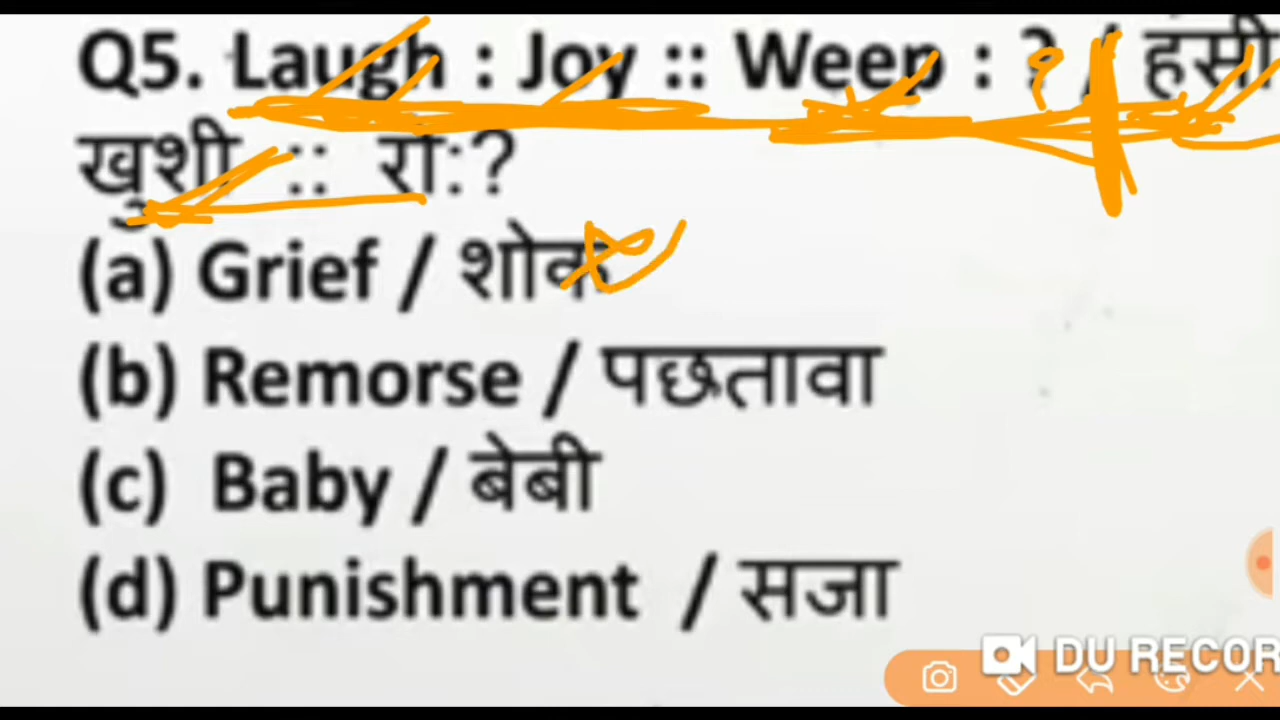 Q5. Laugh : Joy :: Weep : ? / हंसी
खुशी :: रो:?
(a) Grief / शोक
(b) Remorse / पछतावा
(c) Baby / बेबी
(d) Punishment / सजा
DU RECOR